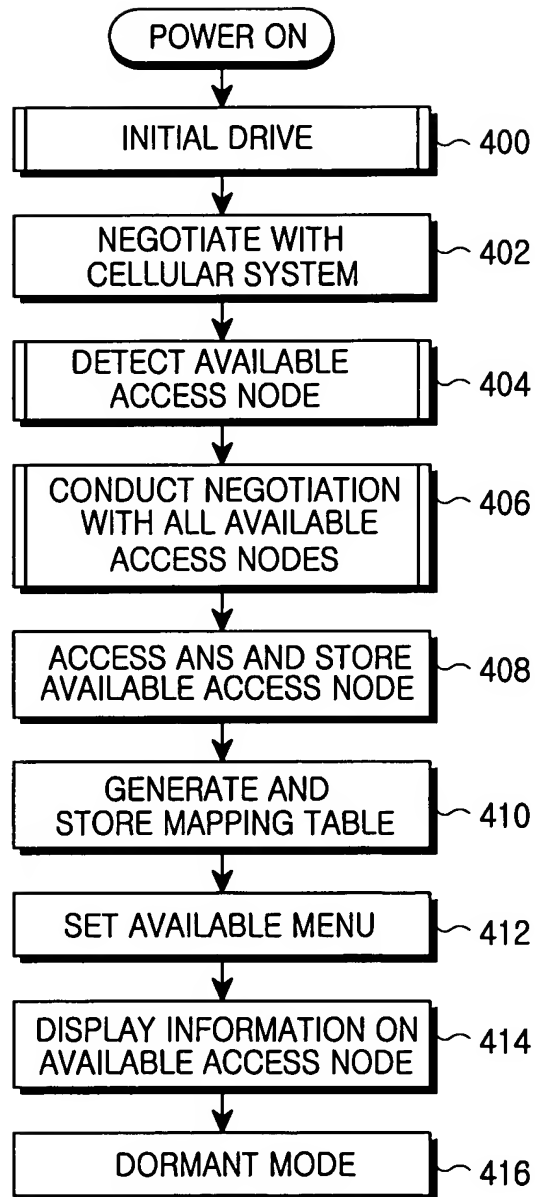 POWER ON
INITIAL DRIVE
400
NEGOTIATE WITH
CELLULAR SYSTEM
402
DETECT AVAILABLE
ACCESS NODE
404
CONDUCT NEGOTIATION
WITH ALL AVAILABLE
ACCESS NODES
406
ACCESS ANS AND STORE
AVAILABLE ACCESS NODE
408
GENERATE AND
STORE MAPPING TABLE
410
SET AVAILABLE MENU
412
DISPLAY INFORMATION ON
AVAILABLE ACCESS NODE
414
DORMANT MODE
416